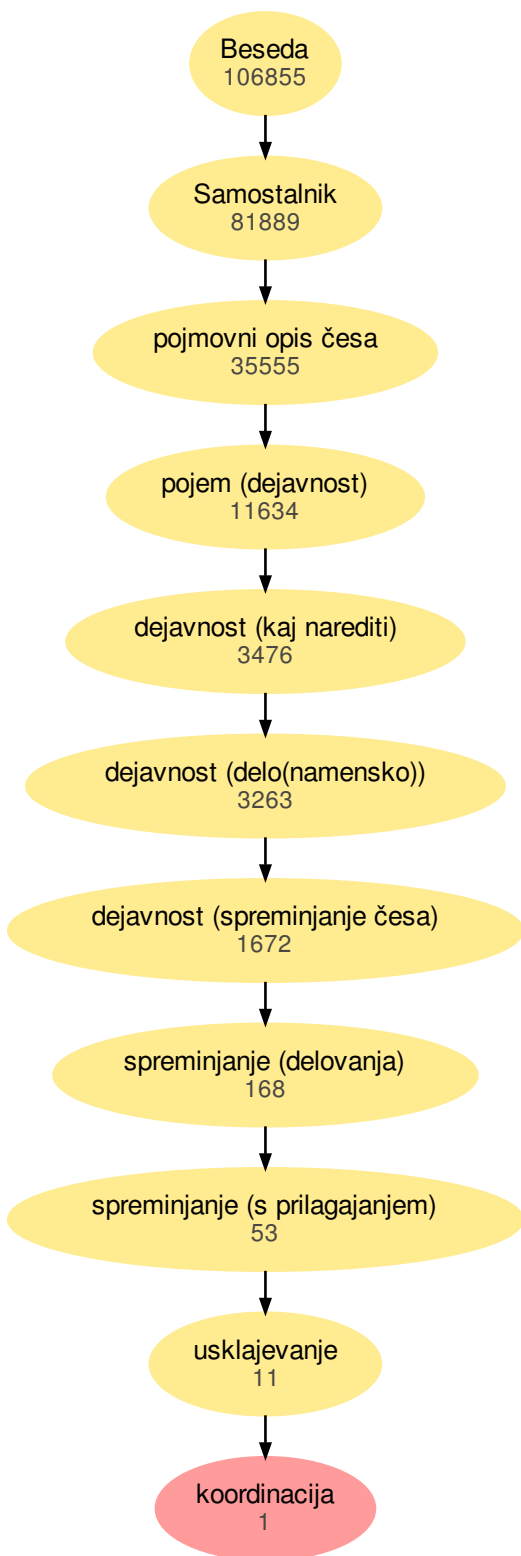 Beseda
106855
Samostalnik
81889
pojmovni opis česa
35555
pojem (dejavnost)
11634
dejavnost (kaj narediti)
3476
dejavnost (delo(namensko))
3263
dejavnost (spreminjanje česa)
1672
spreminjanje (delovanja)
168
spreminjanje (s prilagajanjem)
53
usklajevanje
11
koordinacija
1